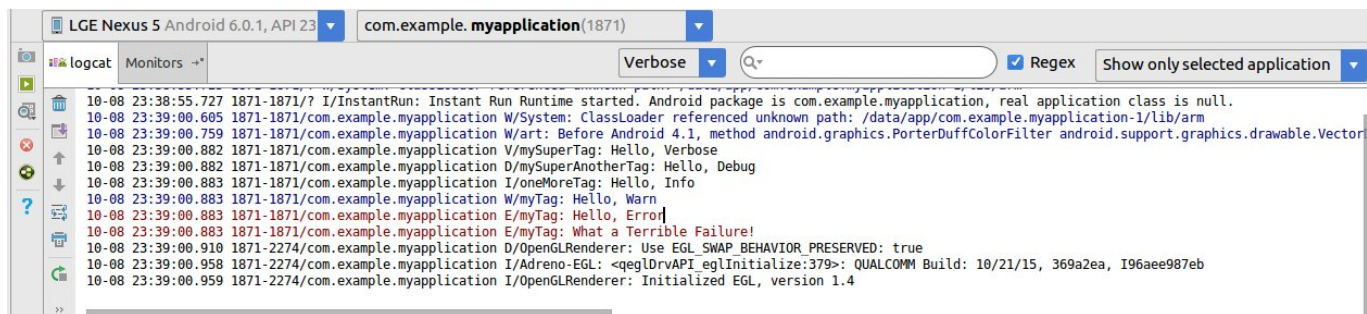 LGE Nexus 5 Android 6.0.1, API 23 com.example. myapplication(1871)
logcat Monitors Verbose Regex Show only selected application
10-08 23:38:55.727 1871-1871/? I/InstantRun: Instant Run Runtime started. Android package is com.example.myapplication, real application class is null.
10-08 23:39:00.605 1871-1871/com.example.myapplication W/System: ClassLoader referenced unknown path: /data/app/com.example.myapplication-1/lib/arm
10-08 23:39:00.759 1871-1871/com.example.myapplication W/art: Before Android 4.1, method android.graphics.PorterDuffColorFilter android.support.graphics.drawable.Vector
10-08 23:39:00.882 1871-1871/com.example.myapplication V/mySuperTag: Hello, Verbose
10-08 23:39:00.882 1871-1871/com.example.myapplication D/mySuperAnotherTag: Hello, Debug
10-08 23:39:00.883 1871-1871/com.example.myapplication I/oneMoreTag: Hello, Info
10-08 23:39:00.883 1871-1871/com.example.myapplication W/myTag: Hello, Warn
10-08 23:39:00.883 1871-1871/com.example.myapplication E/myTag: Hello, Error
10-08 23:39:00.883 1871-1871/com.example.myapplication E/myTag: What a Terrible Failure!
10-08 23:39:00.910 1871-2274/com.example.myapplication D/OpenGLRenderer: Use EGL_SWAP_BEHAVIOR_PRESERVED: true
10-08 23:39:00.958 1871-2274/com.example.myapplication I/Adreno-EGL: <qeglDrvAPI_eglInitialize:379>: QUALCOMM Build: 10/21/15, 369a2ea, I96aee987eb
10-08 23:39:00.959 1871-2274/com.example.myapplication I/OpenGLRenderer: Initialized EGL, version 1.4